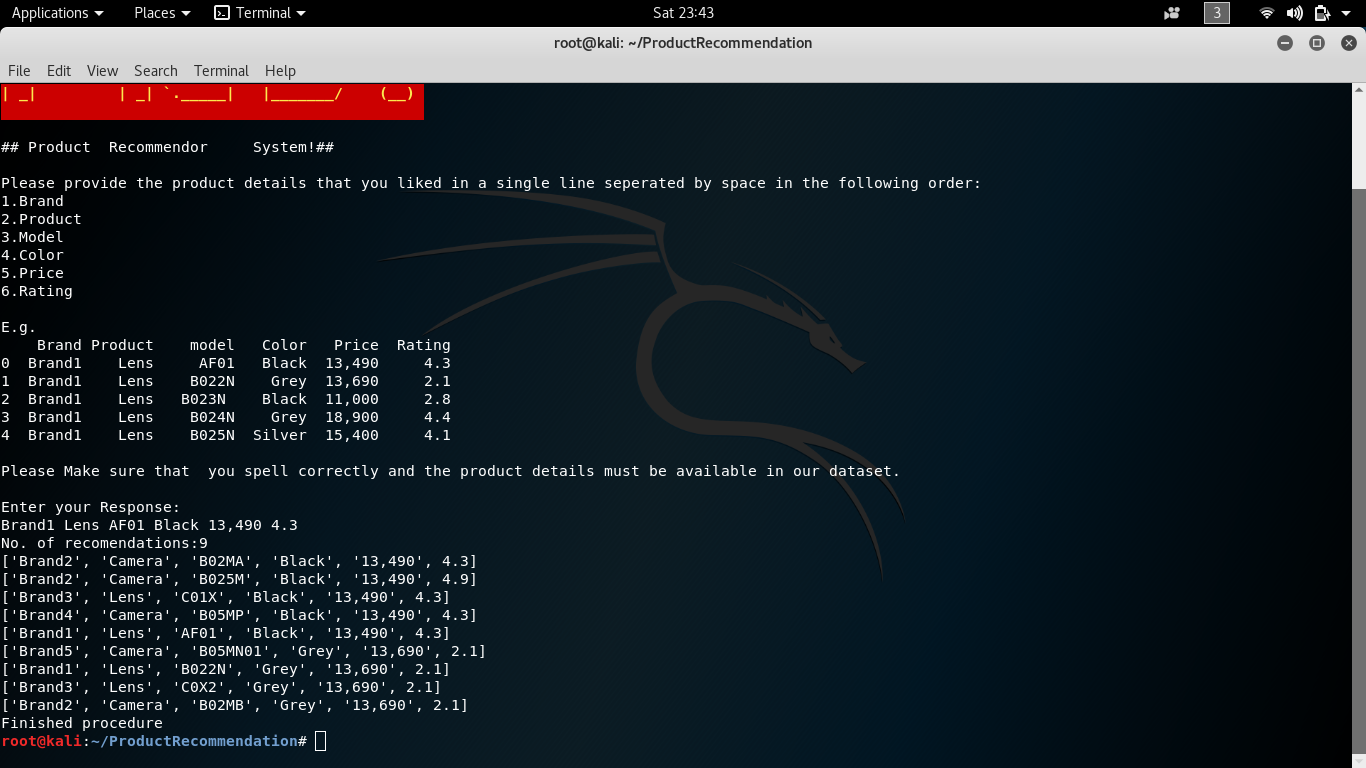 Applications Places Terminal Sat 23:43 3
root@kali: ~/ProductRecommendation
File Edit View Search Terminal Help
| _|         | _| `._____|   |_______/    (__)
## Product  Recommendor     System!##
Please provide the product details that you liked in a single line seperated by space in the following order:
1.Brand
2.Product
3.Model
4.Color
5.Price
6.Rating
E.g.
    Brand Product    model   Color   Price  Rating
0  Brand1    Lens     AF01   Black  13,490     4.3
1  Brand1    Lens    B022N    Grey  13,690     2.1
2  Brand1    Lens   B023N    Black  11,000     2.8
3  Brand1    Lens    B024N    Grey  18,900     4.4
4  Brand1    Lens    B025N  Silver  15,400     4.1
Please Make sure that  you spell correctly and the product details must be available in our dataset.
Enter your Response:
Brand1 Lens AF01 Black 13,490 4.3
No. of recomendations:9
['Brand2', 'Camera', 'B02MA', 'Black', '13,490', 4.3]
['Brand2', 'Camera', 'B025M', 'Black', '13,490', 4.9]
['Brand3', 'Lens', 'C01X', 'Black', '13,490', 4.3]
['Brand4', 'Camera', 'B05MP', 'Black', '13,490', 4.3]
['Brand1', 'Lens', 'AF01', 'Black', '13,490', 4.3]
['Brand5', 'Camera', 'B05MN01', 'Grey', '13,690', 2.1]
['Brand1', 'Lens', 'B022N', 'Grey', '13,690', 2.1]
['Brand3', 'Lens', 'C0X2', 'Grey', '13,690', 2.1]
['Brand2', 'Camera', 'B02MB', 'Grey', '13,690', 2.1]
Finished procedure
root@kali:~/ProductRecommendation#